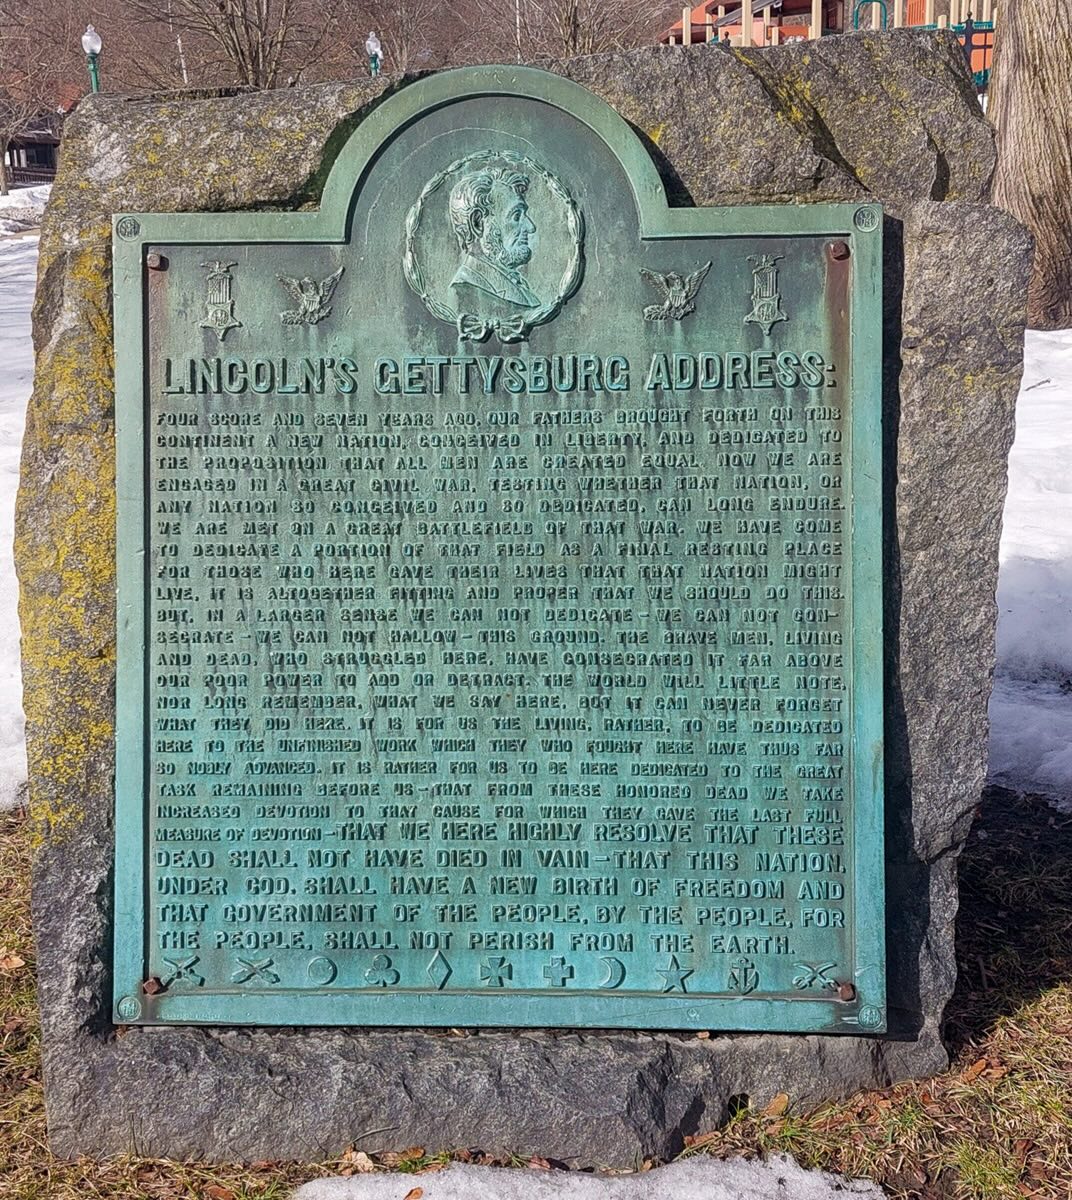 LINCOLN'S GETTYSBURG ADDRESS:
FOUR SCORE AND SEVEN YEARS AGO, OUR FATHERS BROUGHT FORTH ON THIS
CONTINENT A NEW NATION, CONCEIVED IN LIBERTY, AND DEDICATED TO
THE PROPOSITION THAT ALL MEN ARE CREATED EQUAL. NOW WE ARE
ENGAGED IN A GREAT CIVIL WAR, TESTING WHETHER THAT NATION, OR
ANY NATION SO CONCEIVED AND SO DEDICATED, CAN LONG ENDURE.
WE ARE MET ON A GREAT BATTLEFIELD OF THAT WAR. WE HAVE COME
TO DEDICATE A PORTION OF THAT FIELD AS A FINAL RESTING PLACE
FOR THOSE WHO HERE GAVE THEIR LIVES THAT THAT NATION MIGHT
LIVE. IT IS ALTOGETHER FITTING AND PROPER THAT WE SHOULD DO THIS.
BUT, IN A LARGER SENSE WE CAN NOT DEDICATE – WE CAN NOT CON-
SECRATE – WE CAN NOT HALLOW – THIS GROUND. THE BRAVE MEN, LIVING
AND DEAD, WHO STRUGGLED HERE, HAVE CONSECRATED IT FAR ABOVE
OUR POOR POWER TO ADD OR DETRACT. THE WORLD WILL LITTLE NOTE,
NOR LONG REMEMBER, WHAT WE SAY HERE, BUT IT CAN NEVER FORGET
WHAT THEY DID HERE. IT IS FOR US THE LIVING, RATHER, TO BE DEDICATED
HERE TO THE UNFINISHED WORK WHICH THEY WHO FOUGHT HERE HAVE THUS FAR
SO NOBLY ADVANCED. IT IS RATHER FOR US TO BE HERE DEDICATED TO THE GREAT
TASK REMAINING BEFORE US – THAT FROM THESE HONORED DEAD WE TAKE
INCREASED DEVOTION TO THAT CAUSE FOR WHICH THEY GAVE THE LAST FULL
MEASURE OF DEVOTION – THAT WE HERE HIGHLY RESOLVE THAT THESE
DEAD SHALL NOT HAVE DIED IN VAIN – THAT THIS NATION,
UNDER GOD, SHALL HAVE A NEW BIRTH OF FREEDOM AND
THAT GOVERNMENT OF THE PEOPLE, BY THE PEOPLE, FOR
THE PEOPLE, SHALL NOT PERISH FROM THE EARTH.